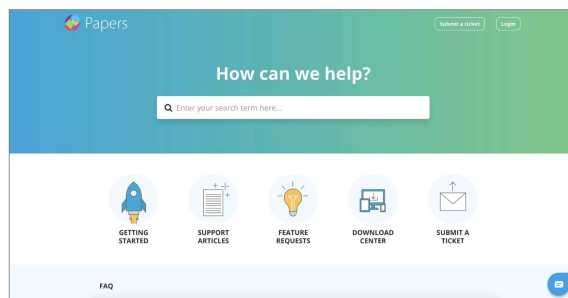 Papers
Submit a ticket
Login
How can we help?
Enter your search term here...
GETTING
STARTED
SUPPORT
ARTICLES
FEATURE
REQUESTS
DOWNLOAD
CENTER
SUBMIT A
TICKET
FAQ